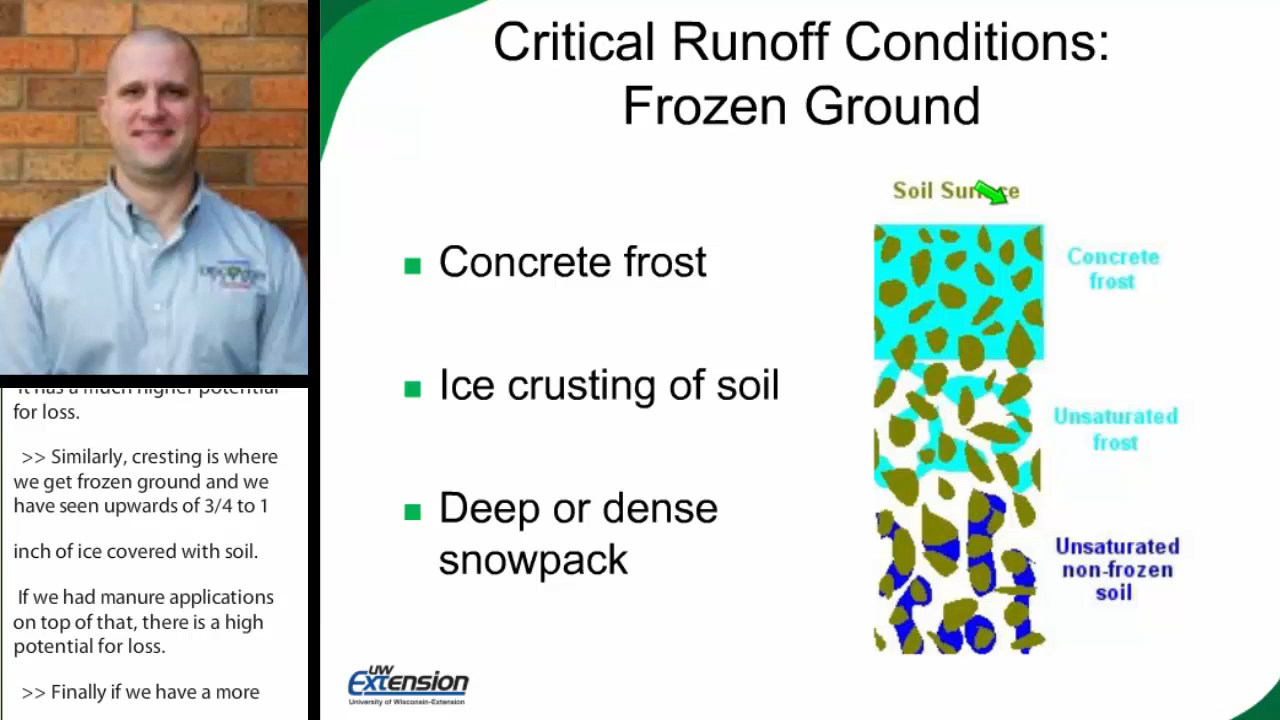 Critical Runoff Conditions:
Frozen Ground
Concrete frost
Ice crusting of soil
Deep or dense
snowpack
Soil
Concrete
frost
Unsaturated
frost
Unsaturated
non-frozen
soil
UW
Extension
University of Wisconsin-Extension
It has a much higher potential
for loss.
>> Similarly, cresting is where
we get frozen ground and we
have seen upwards of 3/4 to 1
inch of ice covered with soil.
If we had manure applications
on top of that, there is a high
potential for loss.
>> Finally if we have a more